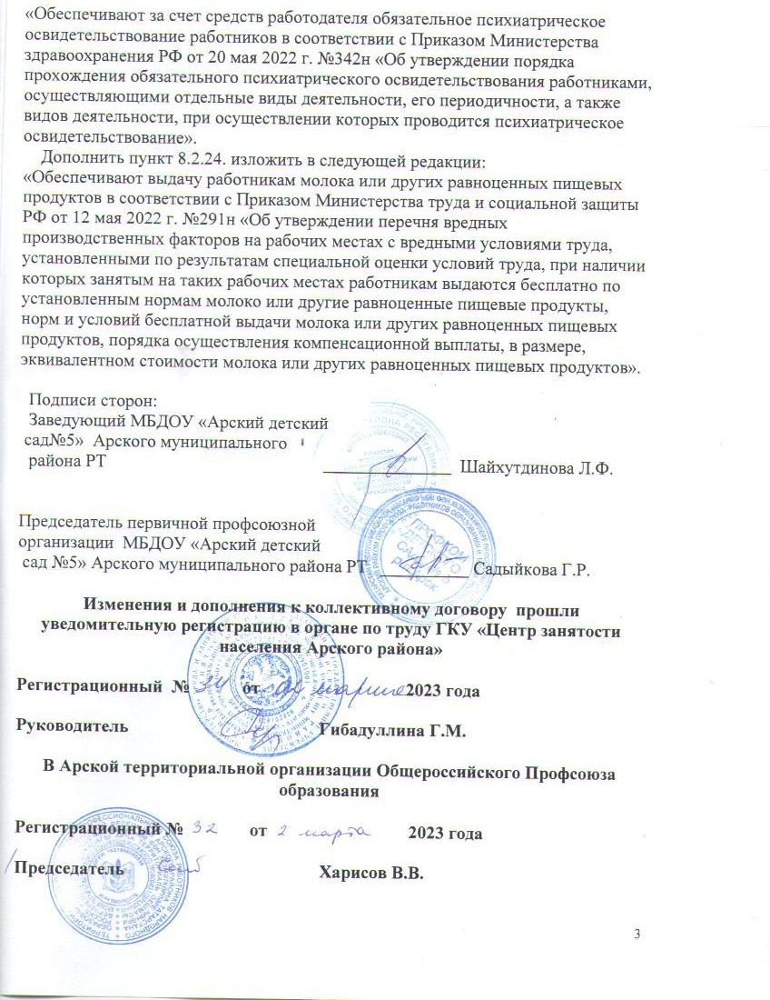 «Обеспечивают за счет средств работодателя обязательное психиатрическое
освидетельствование работников в соответствии с Приказом Министерства
здравоохранения РФ от 20 мая 2022 г. №342н «Об утверждении порядка
прохождения обязательного психиатрического освидетельствования работниками,
осуществляющими отдельные виды деятельности, его периодичности, а также
видов деятельности, при осуществлении которых проводится психиатрическое
освидетельствование».
Дополнить пункт 8.2.24. изложить в следующей редакции:
«Обеспечивают выдачу работникам молока или других равноценных пищевых
продуктов в соответствии с Приказом Министерства труда и социальной защиты
РФ от 12 мая 2022 г. №291н «Об утверждении перечня вредных
производственных факторов на рабочих местах с вредными условиями труда,
установленными по результатам специальной оценки условий труда, при наличии
которых занятым на таких рабочих местах работникам выдаются бесплатно по
установленным нормам молоко или другие равноценные пищевые продукты,
норм и условий бесплатной выдачи молока или других равноценных пищевых
продуктов, порядка осуществления компенсационной выплаты, в размере,
эквивалентном стоимости молока или других равноценных пищевых продуктов».
Подписи сторон:
Заведующий МБДОУ «Арский детский
сад№5» Арского муниципального
района РТ ______________ Шайхутдинова Л.Ф.
Председатель первичной профсоюзной
организации МБДОУ «Арский детский
сад №5» Арского муниципального района РТ __________ Садыйкова Г.Р.
Изменения и дополнения к коллективному договору прошли
уведомительную регистрацию в органе по труду ГКУ «Центр занятости
населения Арского района»
Регистрационный № 34 от марта 2023 года
Руководитель Гибадуллина Г.М.
В Арской территориальной организации Общероссийского Профсоюза
образования
Регистрационный № 32 от 2 марта 2023 года
Председатель Харисов В.В.
3